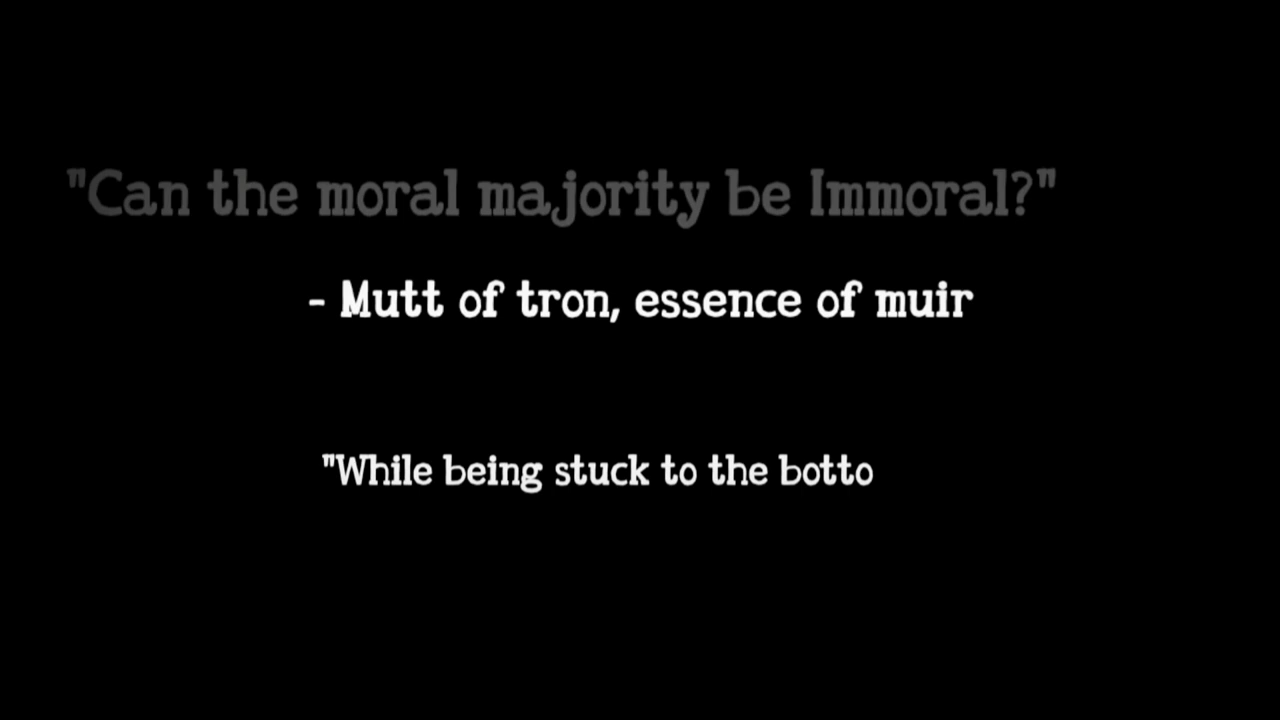 "Can the moral majority be Immoral?"
- Mutt of tron, essence of muir
"While being stuck to the botto